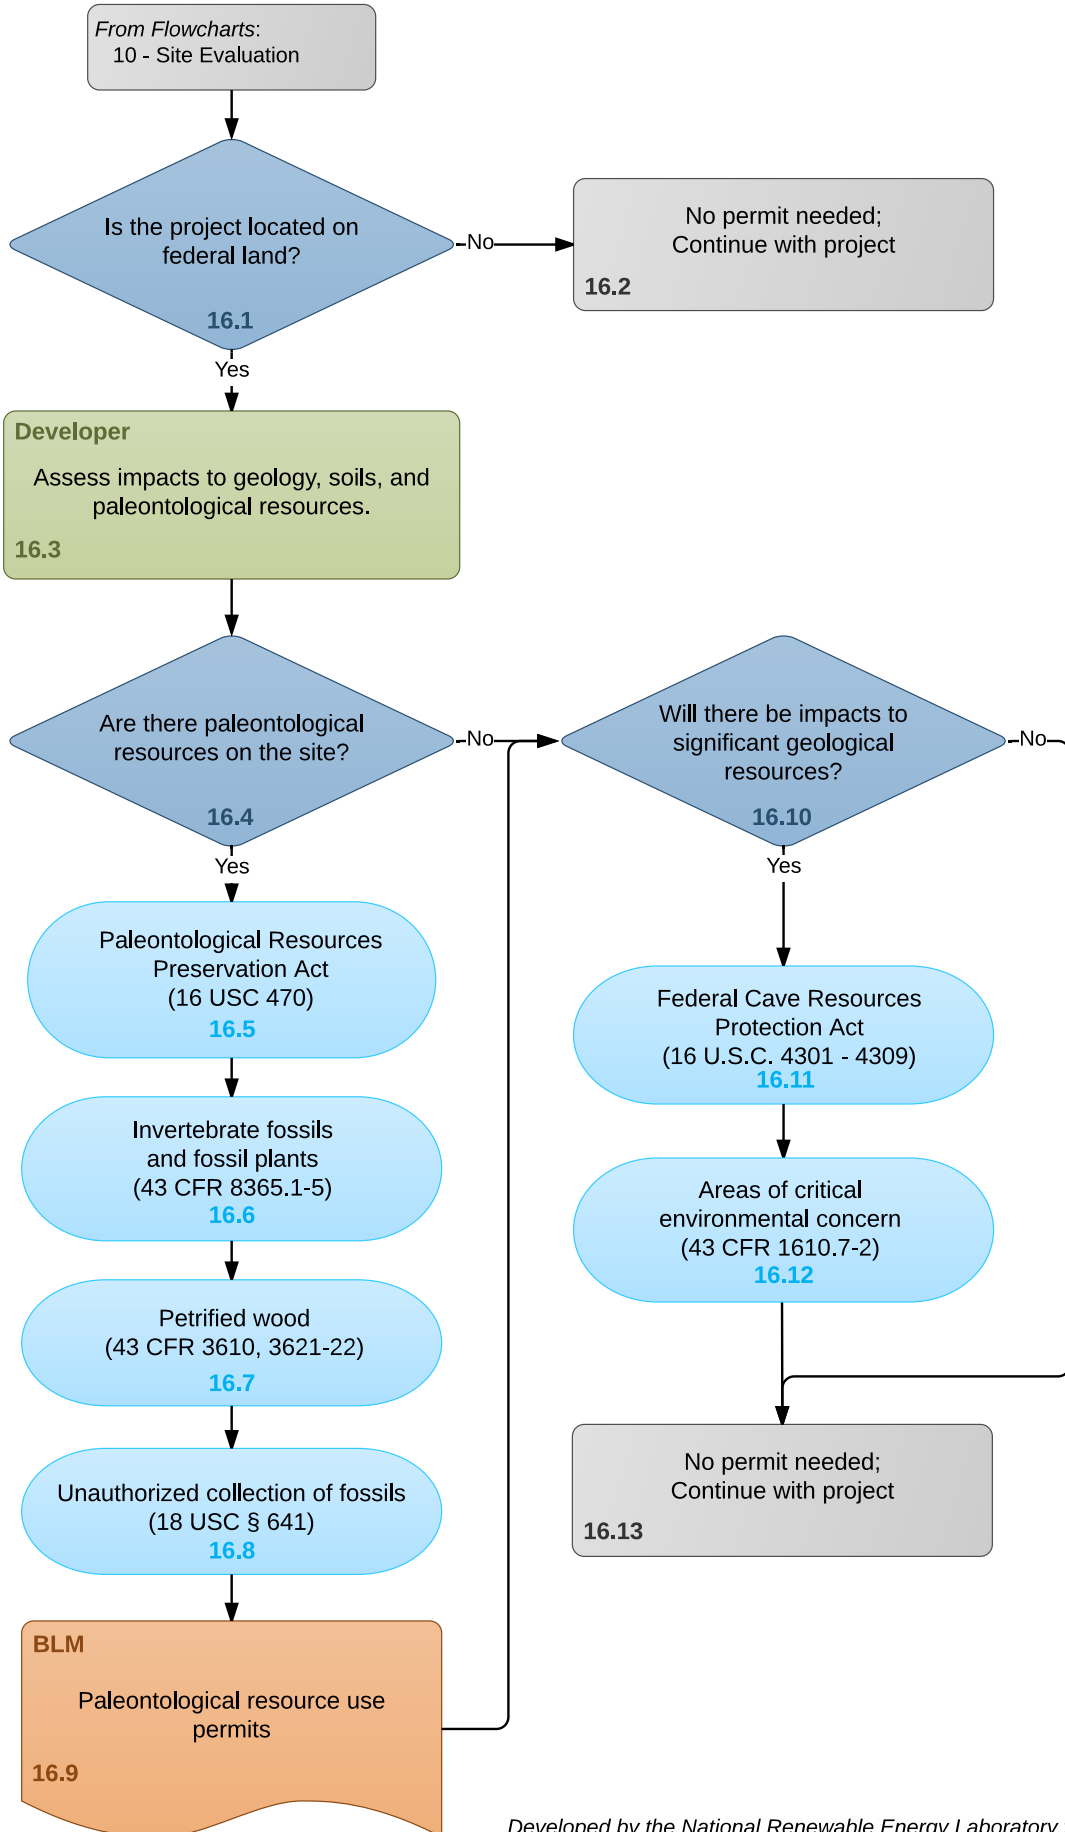 From Flowcharts:
10 - Site Evaluation
Is the project located on
federal land?
16.1
No
No permit needed;
Continue with project
16.2
Yes
Developer
Assess impacts to geology, soils, and
paleontological resources.
16.3
Are there paleontological
resources on the site?
16.4
No
Will there be impacts to
significant geological
resources?
16.10
No
Yes
Yes
Paleontological Resources
Preservation Act
(16 USC 470)
16.5
Federal Cave Resources
Protection Act
(16 U.S.C. 4301 - 4309)
16.11
Invertebrate fossils
and fossil plants
(43 CFR 8365.1-5)
16.6
Areas of critical
environmental concern
(43 CFR 1610.7-2)
16.12
Petrified wood
(43 CFR 3610, 3621-22)
16.7
Unauthorized collection of fossils
(18 USC § 641)
16.8
No permit needed;
Continue with project
16.13
BLM
Paleontological resource use
permits
16.9
Developed by the National Renewable Energy Laboratory